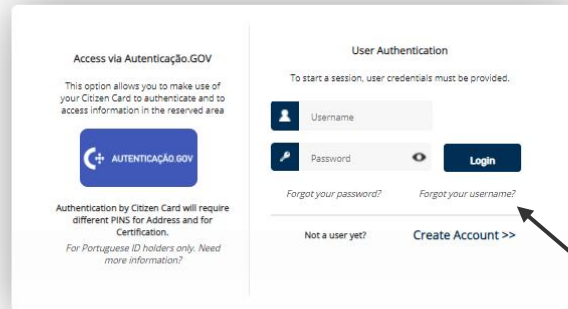 Access via Autenticação.GOV
This option allows you to make use of
your Citizen Card to authenticate and to
access information in the reserved area
AUTENTICAÇÃO.GOV
Authentication by Citizen Card will require
different PINS for Address and for
Certification.
For Portuguese ID holders only. Need
more information?
User Authentication
To start a session, user credentials must be provided.
Username
Password
Login
Forgot your password? Forgot your username?
Not a user yet? Create Account >>